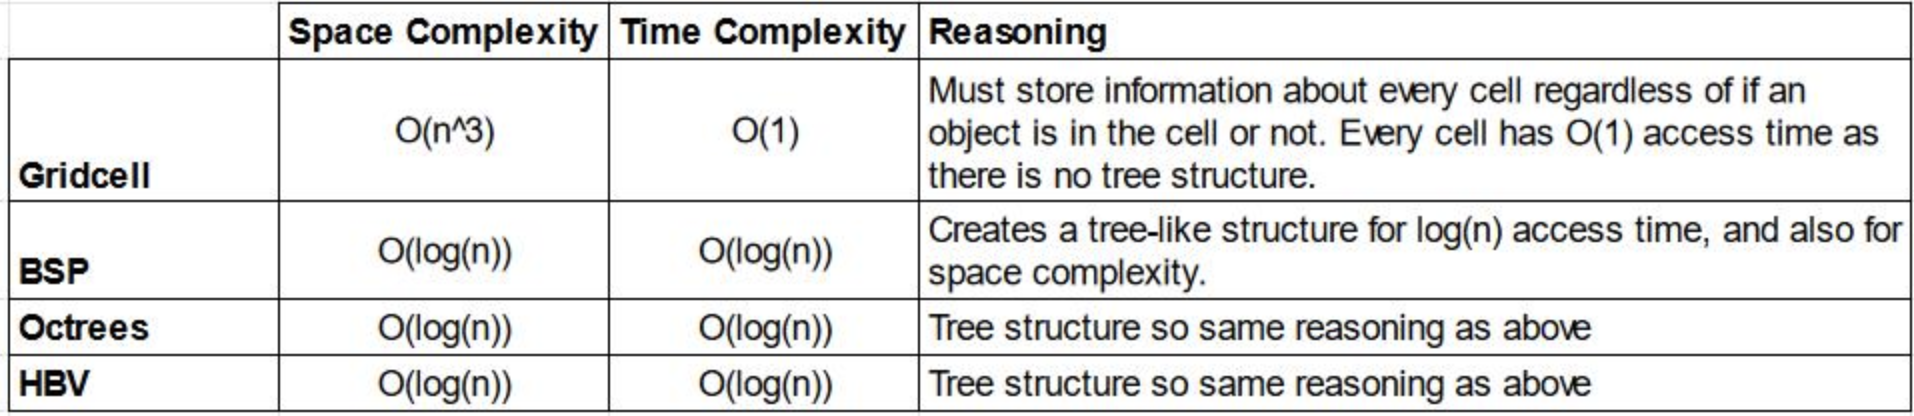 Space Complexity Time Complexity Reasoning
Must store information about every cell regardless of if an
object is in the cell or not. Every cell has O(1) access time as
there is no tree structure.
Gridcell O(n^3) O(1)
Creates a tree-like structure for log(n) access time, and also for
space complexity.
BSP O(log(n)) O(log(n))
Octrees O(log(n)) O(log(n)) Tree structure so same reasoning as above
HBV O(log(n)) O(log(n)) Tree structure so same reasoning as above